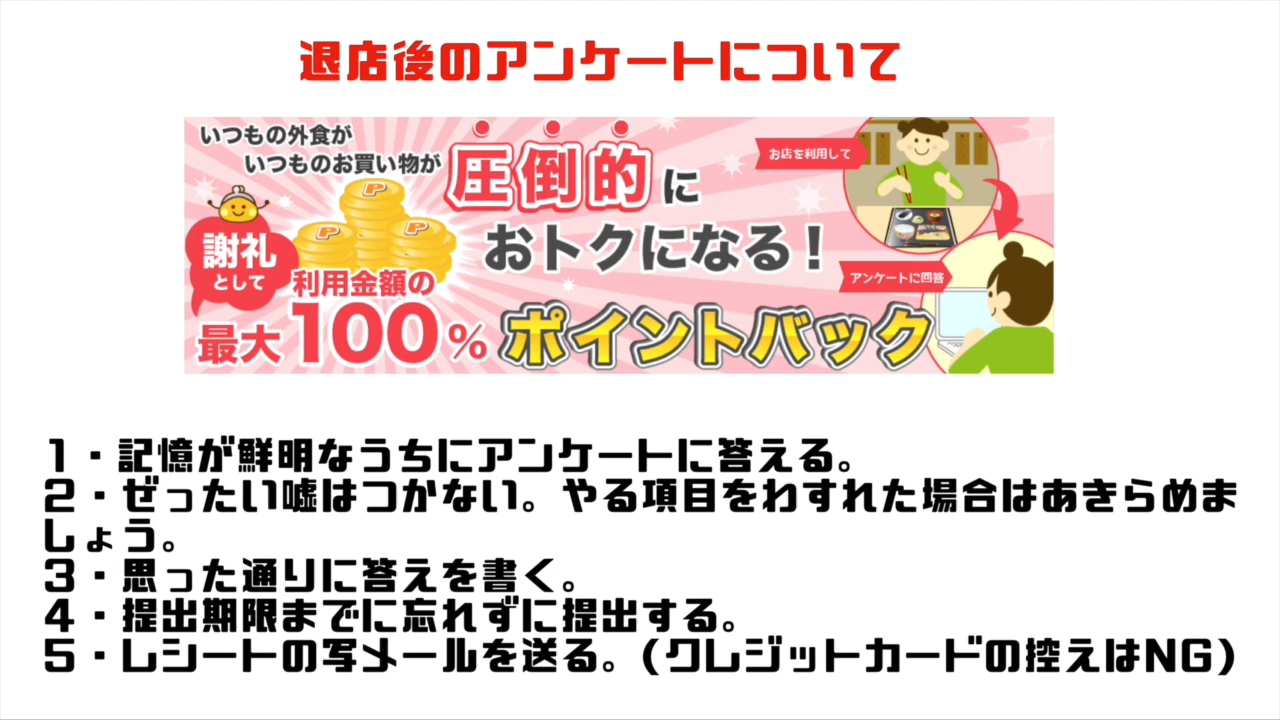 退店後のアンケートについて
いつもの外食が
いつものお買い物が
圧倒的に
おトクになる!
謝礼
として
利用金額の
最大100%ポイントバック
お店を利用して
アンケートに回答
P
P
P
1・記憶が鮮明なうちにアンケートに答える。
2・ぜったい嘘はつかない。やる項目をわすれた場合はあきらめま
しょう。
3・思った通りに答えを書く。
4・提出期限までに忘れずに提出する。
5・レシートの写メールを送る。(クレジットカードの控えはNG)